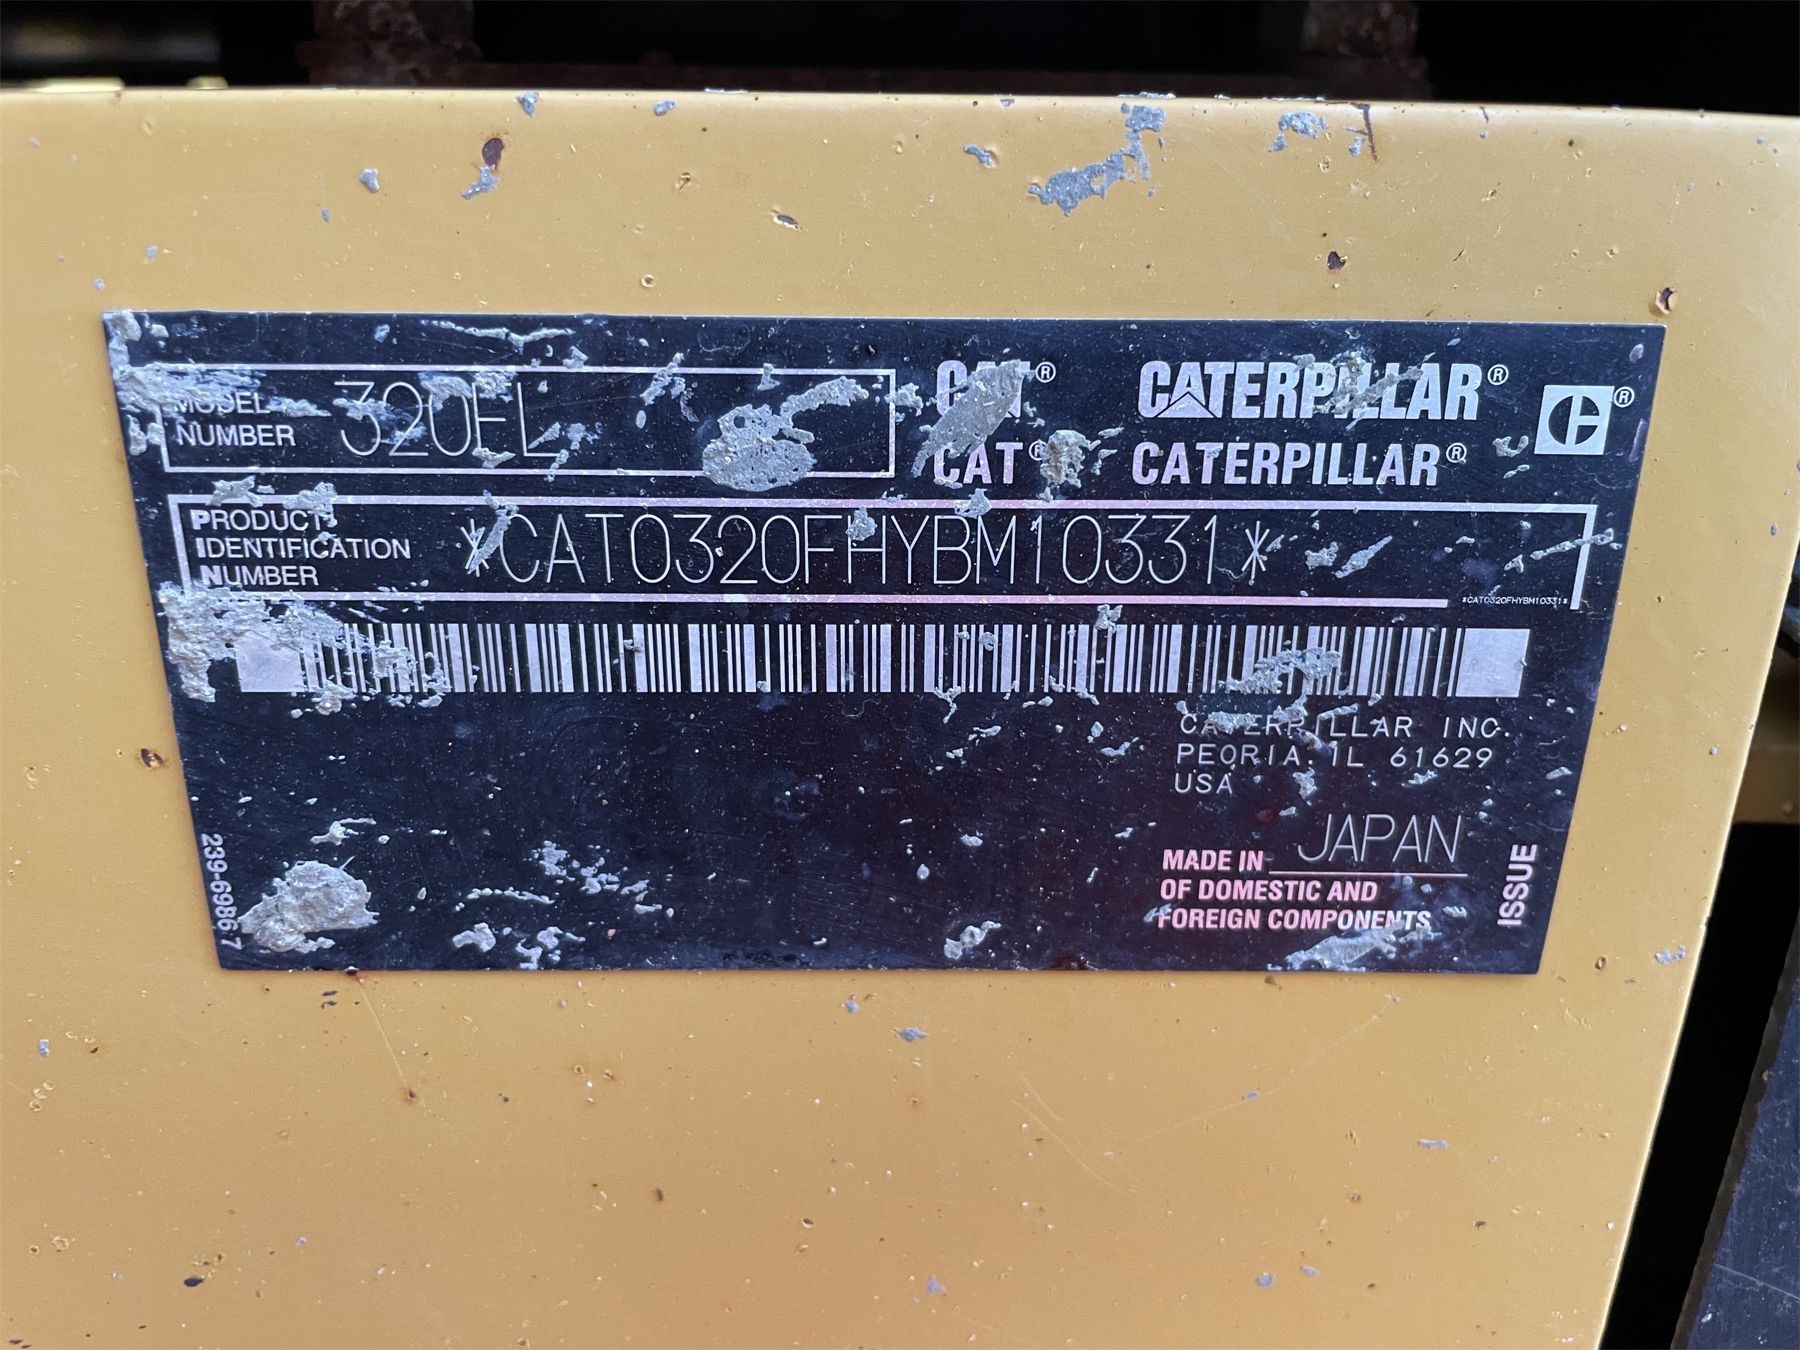 MODEL
NUMBER
320FL
CAT® CATERPILLAR® C®
CAT® CATERPILLAR®
PRODUCT
IDENTIFICATION
NUMBER
*CAT0320FHYBM10331*
*CAT0320FHYBM10331*
CATERPILLAR INC.
PEORIA, IL 61629
USA
MADE IN JAPAN
OF DOMESTIC AND
FOREIGN COMPONENTS
ISSUE
239-6986 7